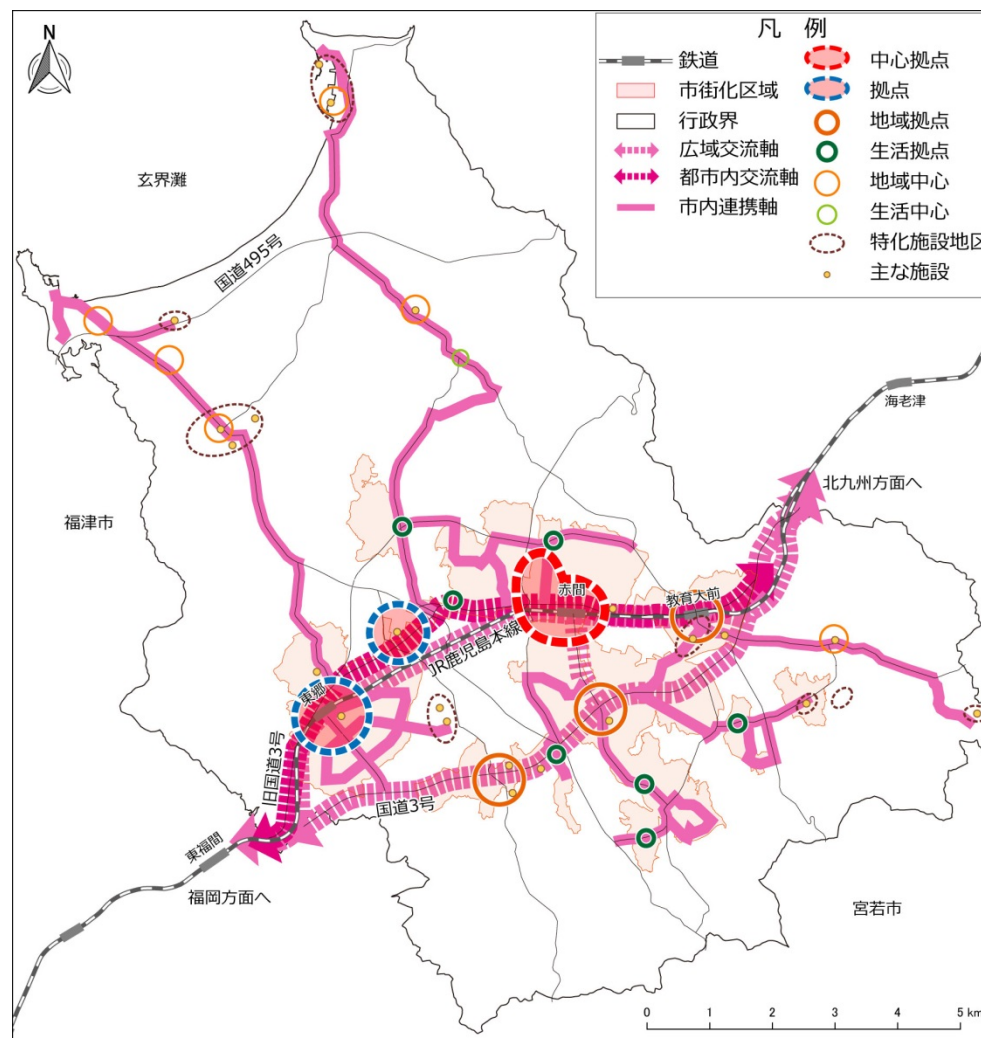 N
凡 例
鉄道
市街化区域
行政界
広域交流軸
都市内交流軸
市内連携軸
中心拠点
拠点
地域拠点
生活拠点
地域中心
生活中心
特化施設地区
主な施設
玄界灘
国道495号
海老津
北九州方面へ
福津市
赤間
教育大前
JR鹿児島本線
東郷
旧国道3号
国道3号
東福間
福岡方面へ
宮若市
0 1 2 3 4 5 km